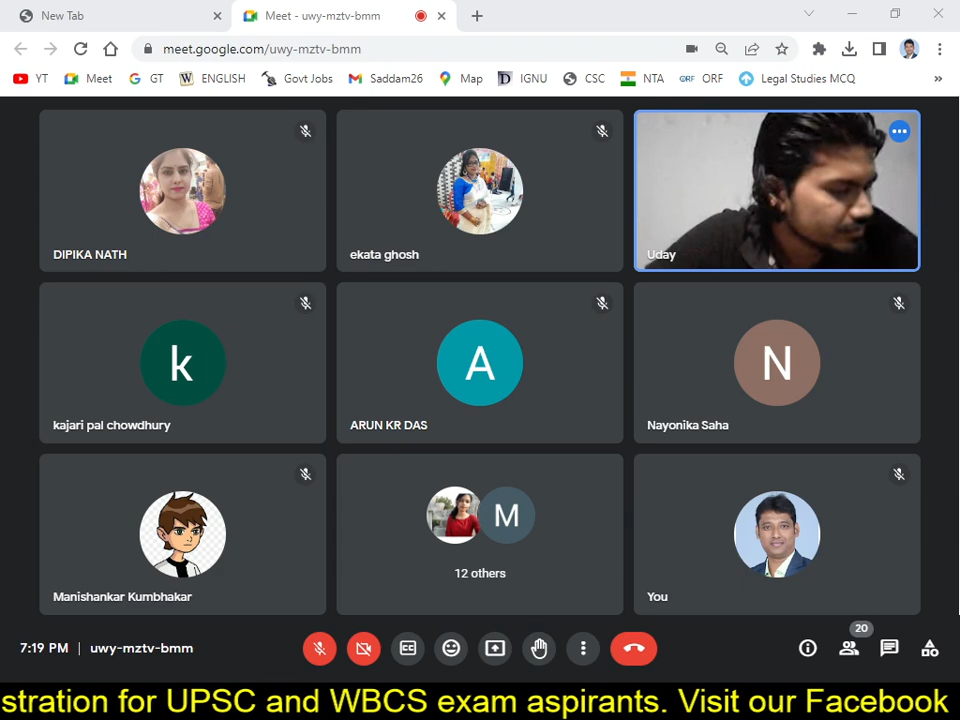 New Tab
Meet - uwy-mztv-bmm
meet.google.com/uwy-mztv-bmm
YT
Meet
GT
ENGLISH
Govt Jobs
Saddam26
Map
IGNU
CSC
NTA
ORF ORF
Legal Studies MCQ
»
DIPIKA NATH
ekata ghosh
Uday
k
kajari pal chowdhury
A
ARUN KR DAS
N
Nayonika Saha
Manishankar Kumbhakar
M
12 others
You
7:19 PM | uwy-mztv-bmm
20
stration for UPSC and WBCS exam aspirants. Visit our Facebook